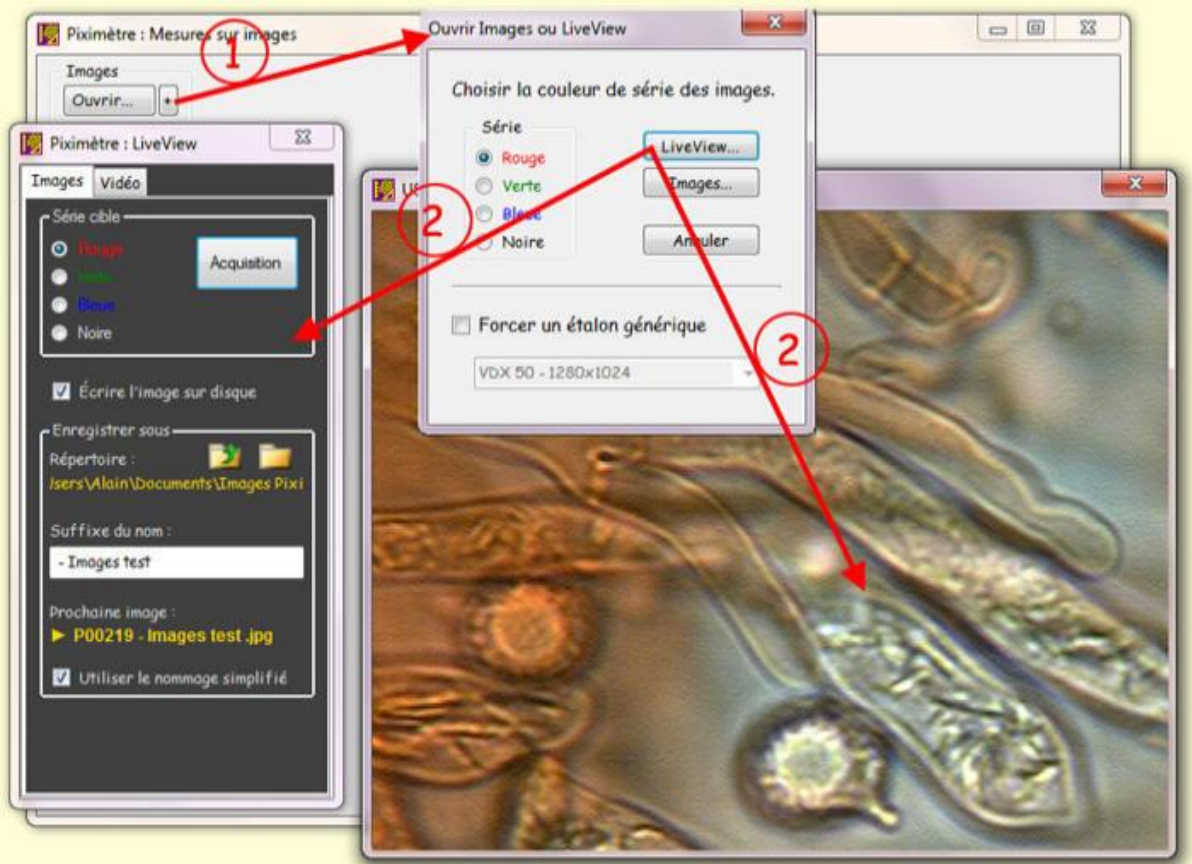 Piximètre : Mesures sur images
1
Images
Ouvrir...
+
Ouvrir Images ou LiveView
Choisir la couleur de série des images.
Série
Rouge
Verte
Bleue
Noire
LiveView...
Images...
Annuler
Forcer un étalon générique
VDX 50 - 1280x1024
2
2
Piximètre : LiveView
Images
Vidéo
Série cible
Rouge
Verte
Bleue
Noire
Acquisition
Écrire l'image sur disque
Enregistrer sous
Répertoire :
Jsers\Alain\Documents\Images Pixi
Suffixe du nom :
- Images test
Prochaine image :
► P00219 - Images test .jpg
Utiliser le nommage simplifié